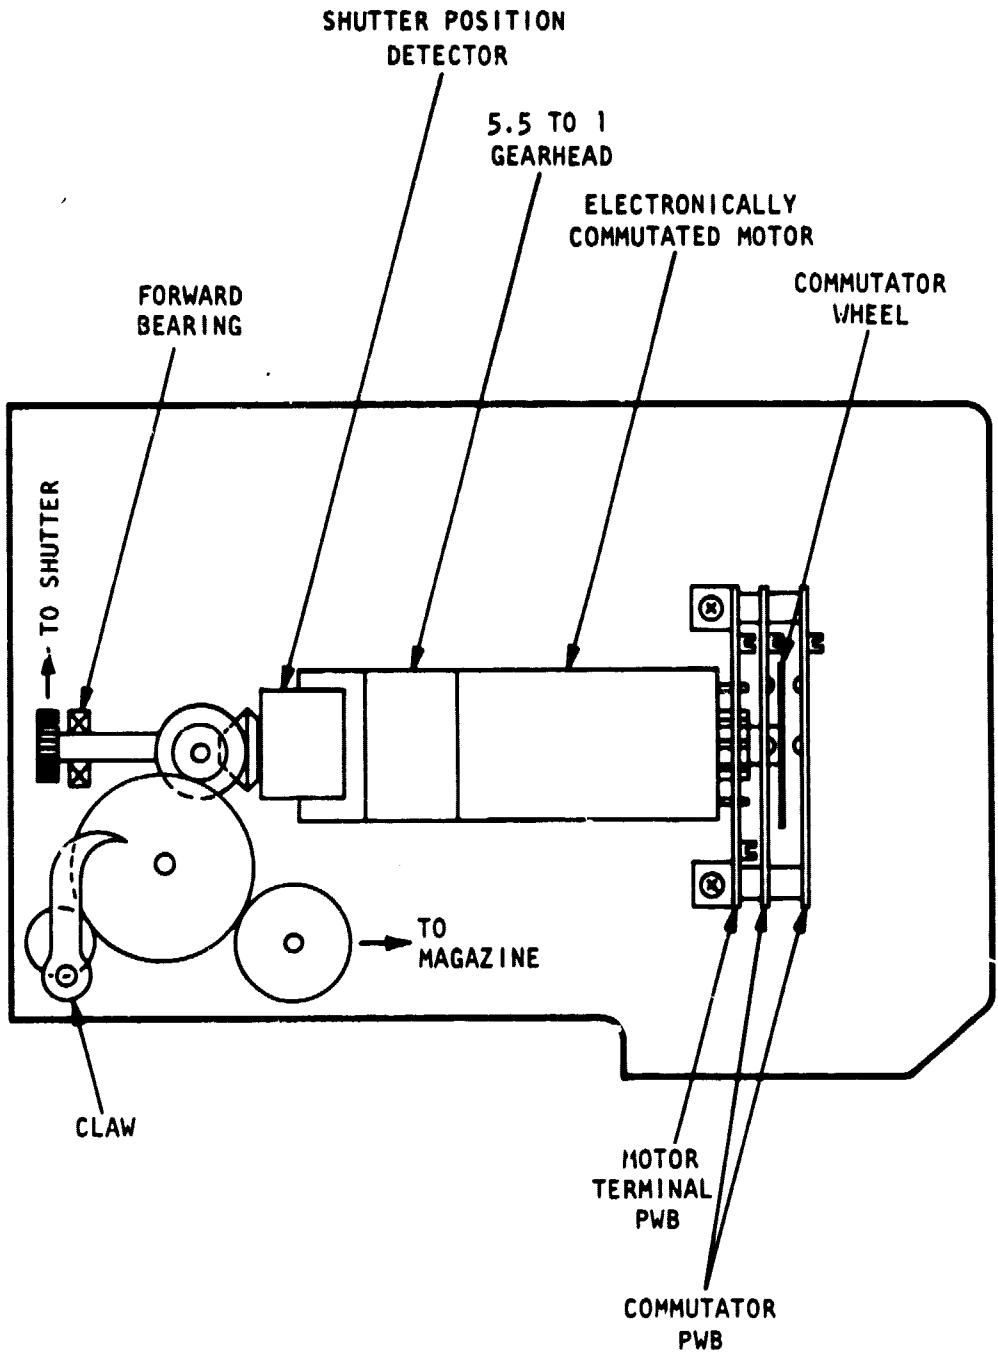 SHUTTER POSITION
DETECTOR
5.5 TO 1
GEARHEAD
ELECTRONICALLY
COMMUTATED MOTOR
COMMUTATOR
WHEEL
FORWARD
BEARING
TO SHUTTER
TO
MAGAZINE
CLAW
MOTOR
TERMINAL
PWB
COMMUTATOR
PWB